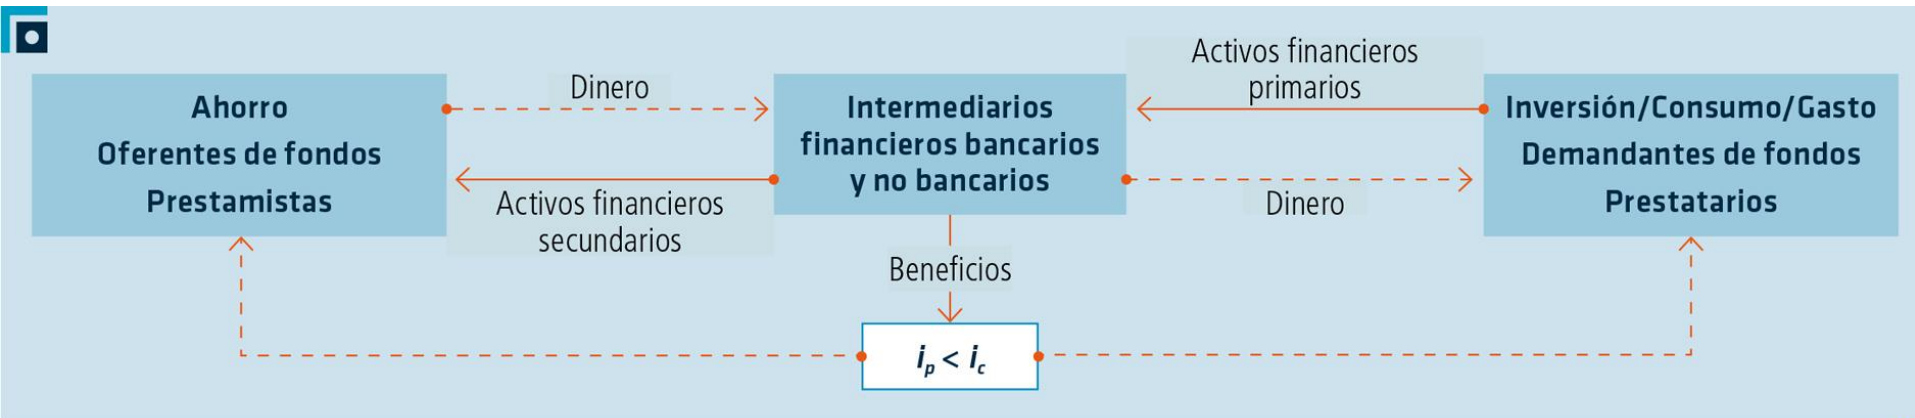 Ahorro
Oferentes de fondos
Prestamistas
Dinero
Activos financieros
secundarios
Intermediarios
financieros bancarios
y no bancarios
Activos financieros
primarios
Dinero
Inversión/Consumo/Gasto
Demandantes de fondos
Prestatarios
Beneficios
iₚ < i_c